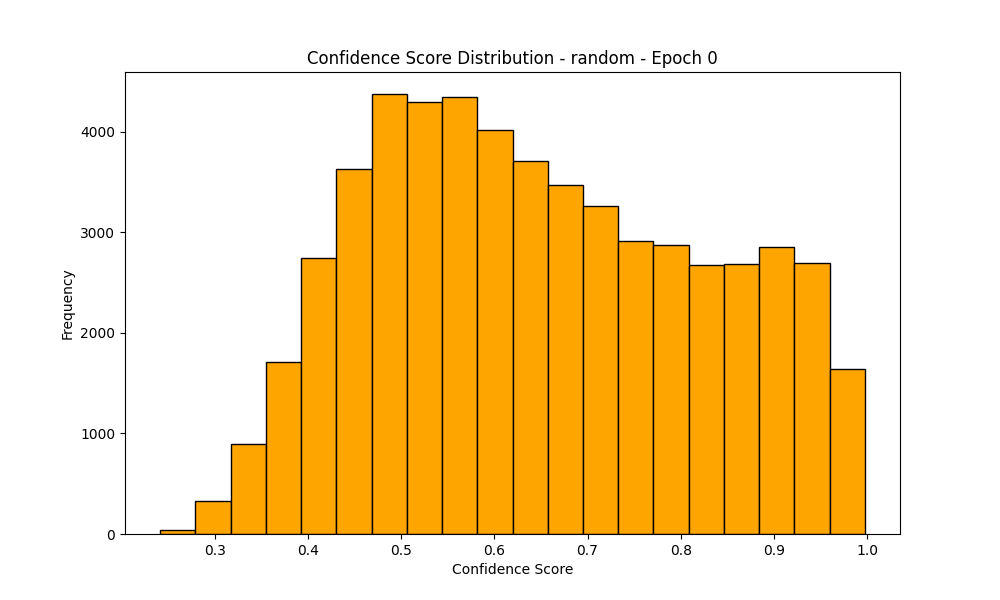 Confidence Score Distribution - random - Epoch 0
4000
3000
2000
1000
0
Frequency
0.3 0.4 0.5 0.6 0.7 0.8 0.9 1.0
Confidence Score